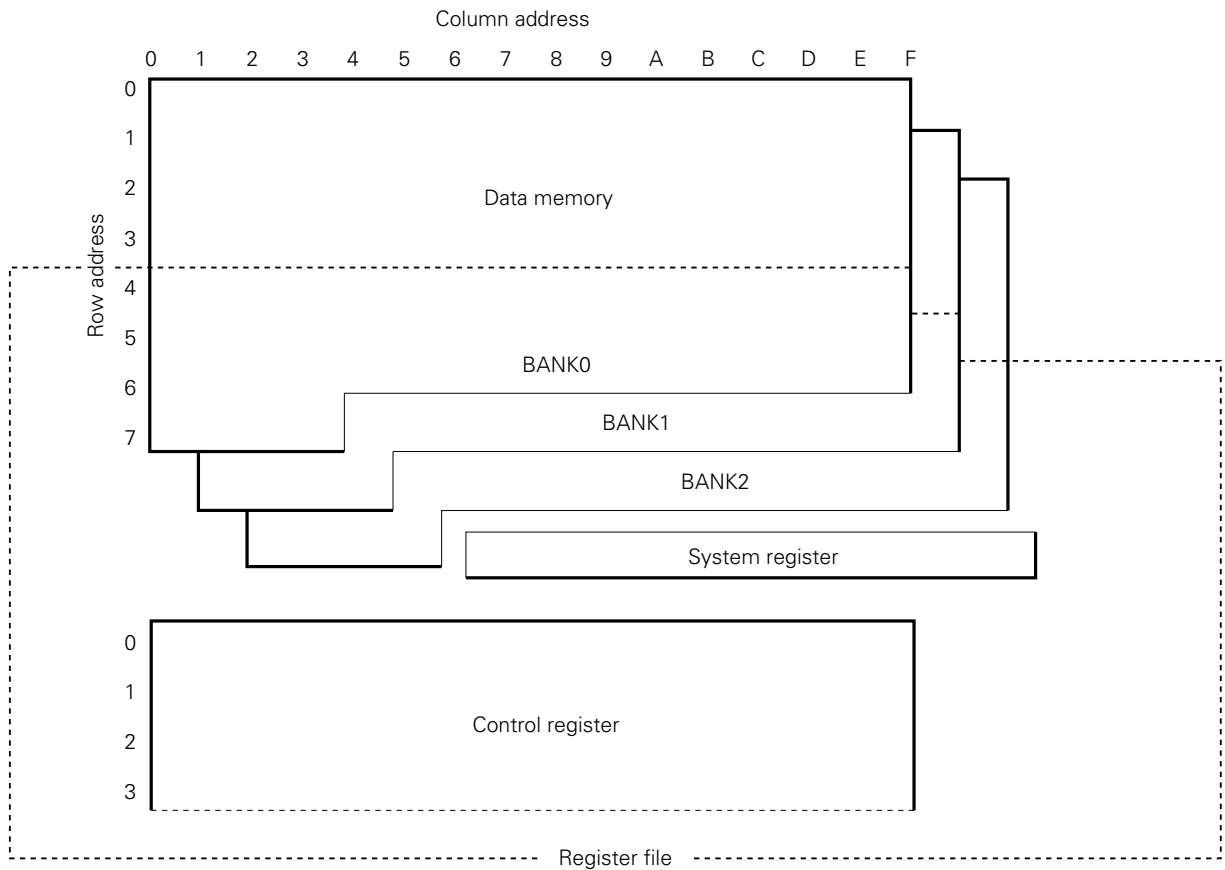 Column address
0 1 2 3 4 5 6 7 8 9 A B C D E F
0
1
2
Data memory
3
Row address
4
5
BANK0
6
BANK1
7
BANK2
System register
0
1
Control register
2
3
Register file